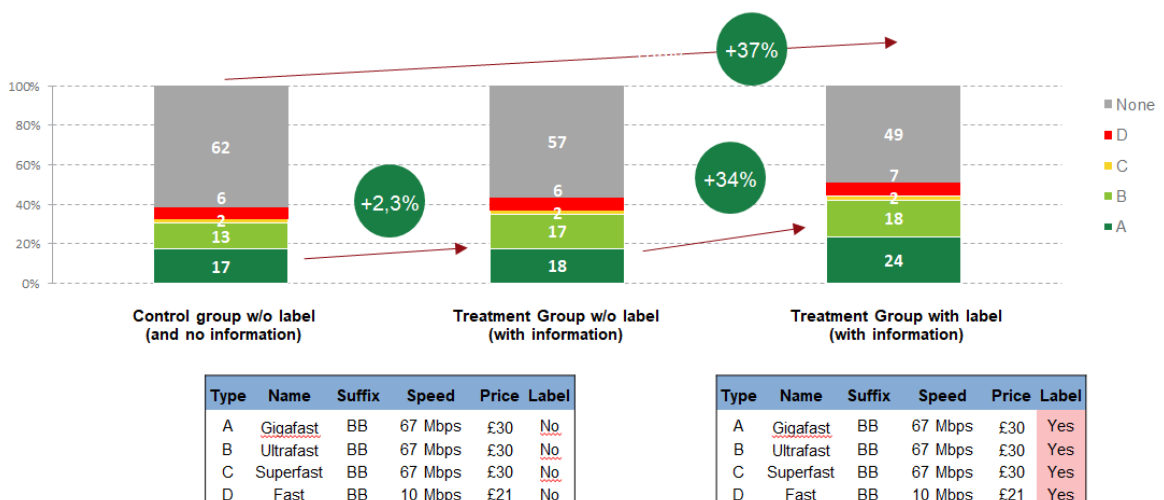 +37%
100%
80%
60%
40%
20%
0%
62
6
2
13
17
+2,3%
57
6
2
17
18
+34%
49
7
2
18
24
None
D
C
B
A
Control group w/o label
(and no information)
Treatment Group w/o label
(with information)
Treatment Group with label
(with information)
Type Name Suffix Speed Price Label
A Gigafast BB 67 Mbps £30 No
B Ultrafast BB 67 Mbps £30 No
C Superfast BB 67 Mbps £30 No
D Fast BB 10 Mbps £21 No
Type Name Suffix Speed Price Label
A Gigafast BB 67 Mbps £30 Yes
B Ultrafast BB 67 Mbps £30 Yes
C Superfast BB 67 Mbps £30 Yes
D Fast BB 10 Mbps £21 Yes